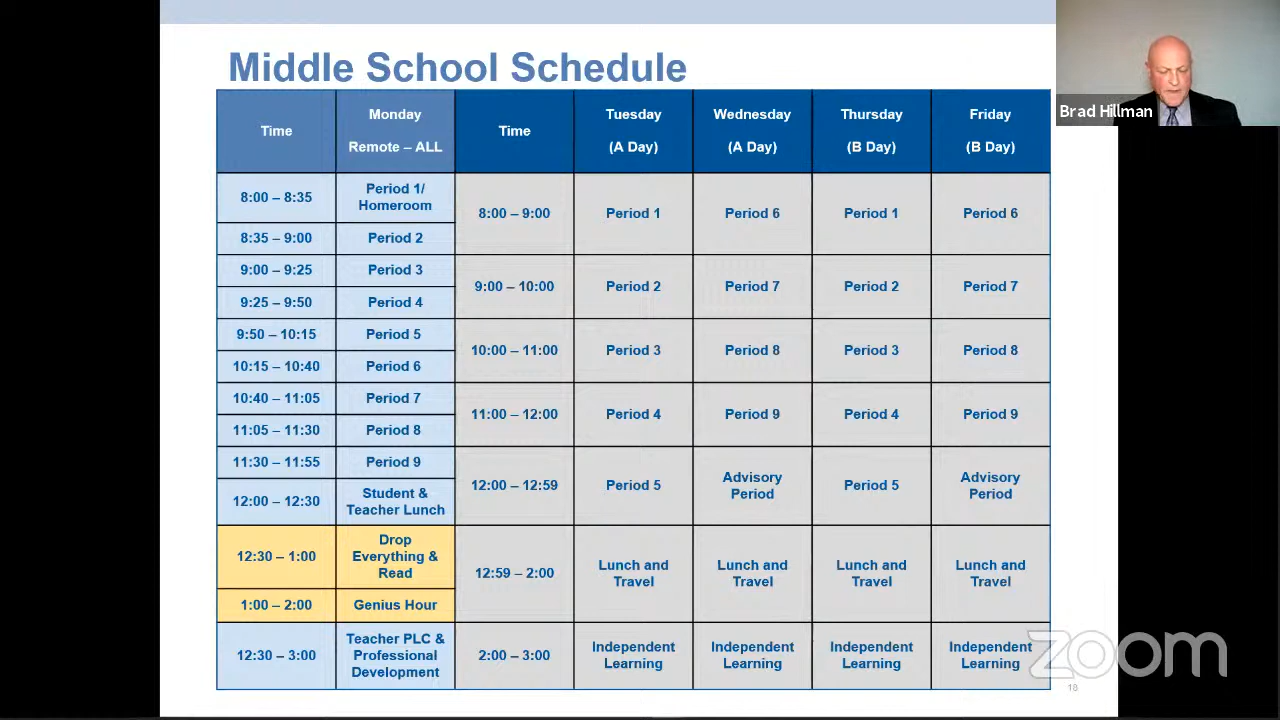 Middle School Schedule
Brad Hillman
Time
Monday
Remote – ALL
Time
Tuesday
(A Day)
Wednesday
(A Day)
Thursday
(B Day)
Friday
(B Day)
8:00 – 8:35
Period 1/
Homeroom
8:00 – 9:00
Period 1
Period 6
Period 1
Period 6
8:35 – 9:00
Period 2
9:00 – 9:25
Period 3
9:00 – 10:00
Period 2
Period 7
Period 2
Period 7
9:25 – 9:50
Period 4
9:50 – 10:15
Period 5
10:00 – 11:00
Period 3
Period 8
Period 3
Period 8
10:15 – 10:40
Period 6
10:40 – 11:05
Period 7
11:00 – 12:00
Period 4
Period 9
Period 4
Period 9
11:05 – 11:30
Period 8
11:30 – 11:55
Period 9
12:00 – 12:59
Period 5
Advisory
Period
Period 5
Advisory
Period
12:00 – 12:30
Student &
Teacher Lunch
12:30 – 1:00
Drop
Everything &
Read
12:59 – 2:00
Lunch and
Travel
Lunch and
Travel
Lunch and
Travel
Lunch and
Travel
1:00 – 2:00
Genius Hour
12:30 – 3:00
Teacher PLC &
Professional
Development
2:00 – 3:00
Independent
Learning
Independent
Learning
Independent
Learning
Independent
Learning
zoom
18